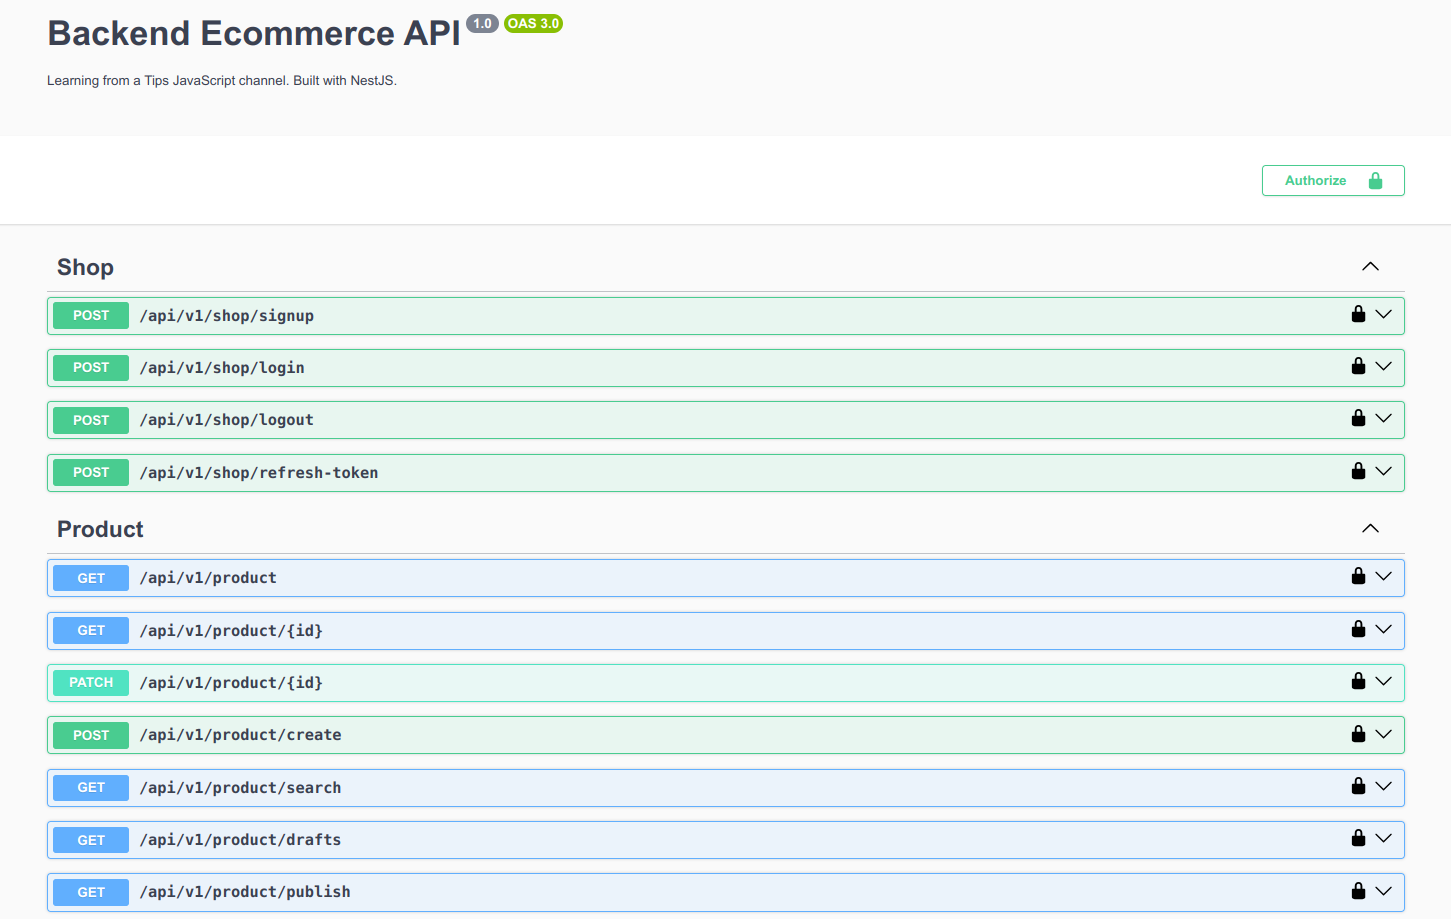 Backend Ecommerce API 1.0 OAS 3.0
Learning from a Tips JavaScript channel. Built with NestJS.
Authorize
Shop
POST /api/v1/shop/signup
POST /api/v1/shop/login
POST /api/v1/shop/logout
POST /api/v1/shop/refresh-token
Product
GET /api/v1/product
GET /api/v1/product/{id}
PATCH /api/v1/product/{id}
POST /api/v1/product/create
GET /api/v1/product/search
GET /api/v1/product/drafts
GET /api/v1/product/publish